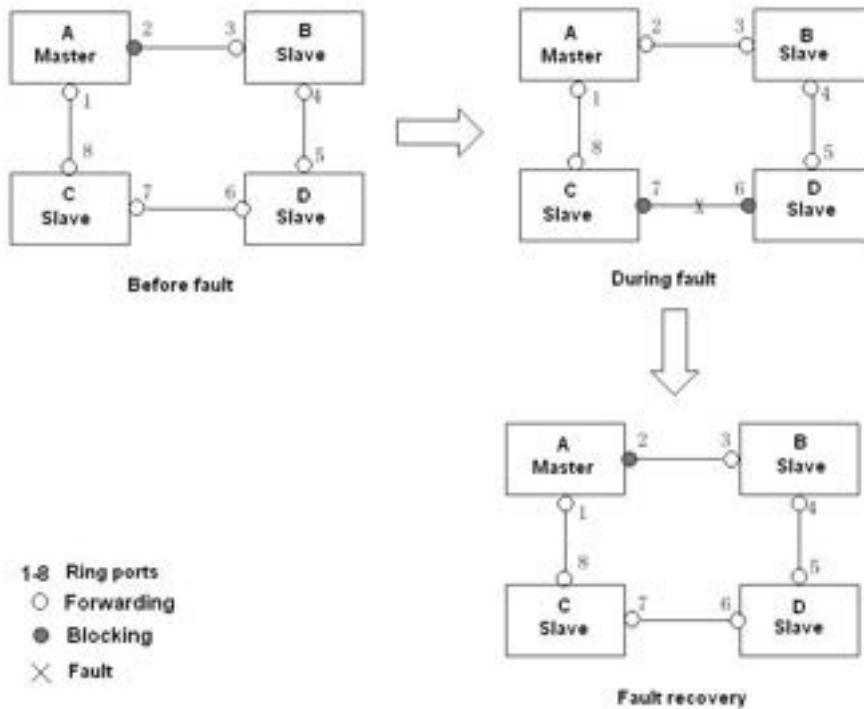 A
Master
2
3
B
Slave
1
4
8
5
C
Slave
7
6
D
Slave
Before fault
A
Master
2
3
B
Slave
1
4
8
5
C
Slave
7
6
D
Slave
During fault
A
Master
2
3
B
Slave
1
4
8
5
C
Slave
7
6
D
Slave
Fault recovery
1-8 Ring ports
Forwarding
Blocking
Fault